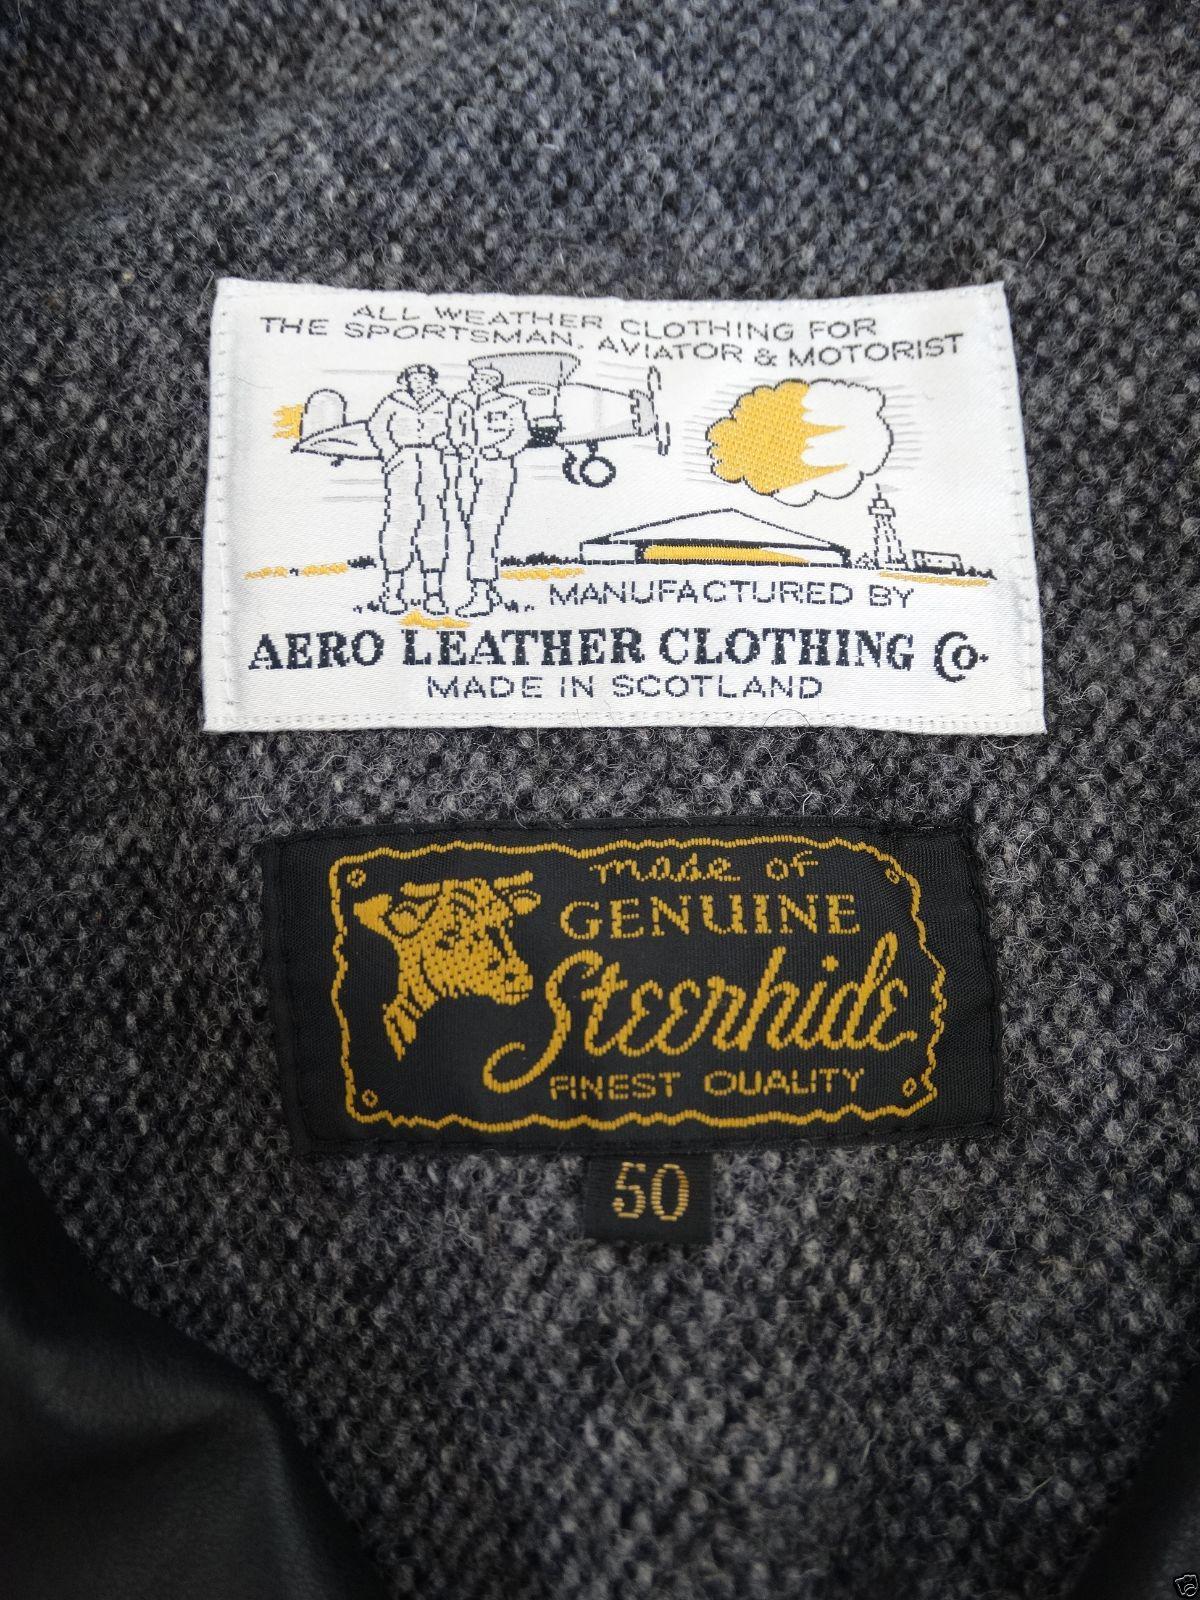 ALL WEATHER CLOTHING FOR
THE SPORTSMAN, AVIATOR & MOTORIST
MANUFACTURED BY
AERO LEATHER CLOTHING Co.
MADE IN SCOTLAND
made of
GENUINE
Steerhide
FINEST QUALITY
50